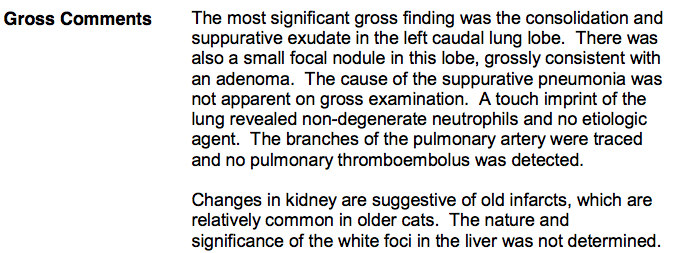 Gross Comments The most significant gross finding was the consolidation and
suppurative exudate in the left caudal lung lobe. There was
also a small focal nodule in this lobe, grossly consistent with
an adenoma. The cause of the suppurative pneumonia was
not apparent on gross examination. A touch imprint of the
lung revealed non-degenerate neutrophils and no etiologic
agent. The branches of the pulmonary artery were traced
and no pulmonary thromboembolus was detected.
Changes in kidney are suggestive of old infarcts, which are
relatively common in older cats. The nature and
significance of the white foci in the liver was not determined.